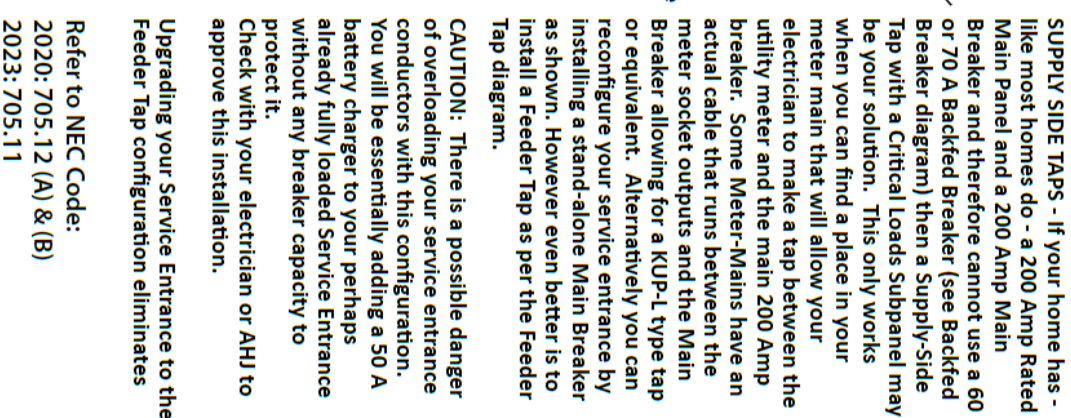 SUPPLY SIDE TAPS - If your home has -
like most homes do - a 200 Amp Rated
Main Panel and a 200 Amp Main
Breaker and therefore cannot use a 60
or 70 A Backfed Breaker (see Backfed
Breaker diagram) then a Supply-Side
Tap with a Critical Loads Subpanel may
be your solution. This only works
when you can find a place in your
meter main that will allow your
electrician to make a tap between the
utility meter and the main 200 Amp
breaker. Some Meter-Mains have an
actual cable that runs between the
meter socket outputs and the Main
Breaker allowing for a KUP-L type tap
or equivalent. Alternatively you can
reconfigure your service entrance by
installing a stand-alone Main Breaker
as shown. However even better is to
install a Feeder Tap as per the Feeder
Tap diagram.
CAUTION: There is a possible danger
of overloading your service entrance
conductors with this configuration.
You will be essentially adding a 50 A
battery charger to your perhaps
already fully loaded Service Entrance
without any breaker capacity to
protect it.
Check with your electrician or AHJ to
approve this installation.
Upgrading your Service Entrance to the
Feeder Tap configuration eliminates
Refer to NEC Code:
2020: 705.12 (A) & (B)
2023: 705.11